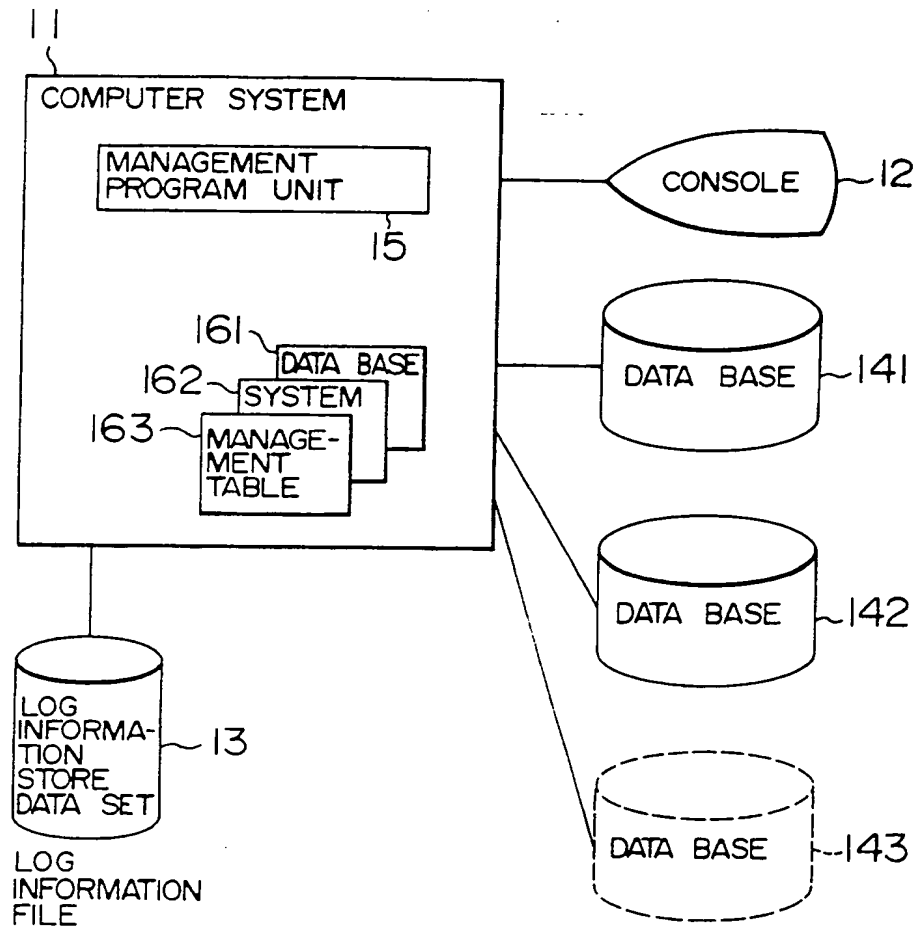 11
COMPUTER SYSTEM
MANAGEMENT
PROGRAM UNIT
15
CONSOLE
12
161
DATA BASE
162
SYSTEM
163
MANAGE-
MENT
TABLE
DATA BASE
141
DATA BASE
142
DATA BASE
143
LOG
INFORMA-
TION
STORE
DATA SET
13
LOG
INFORMATION
FILE